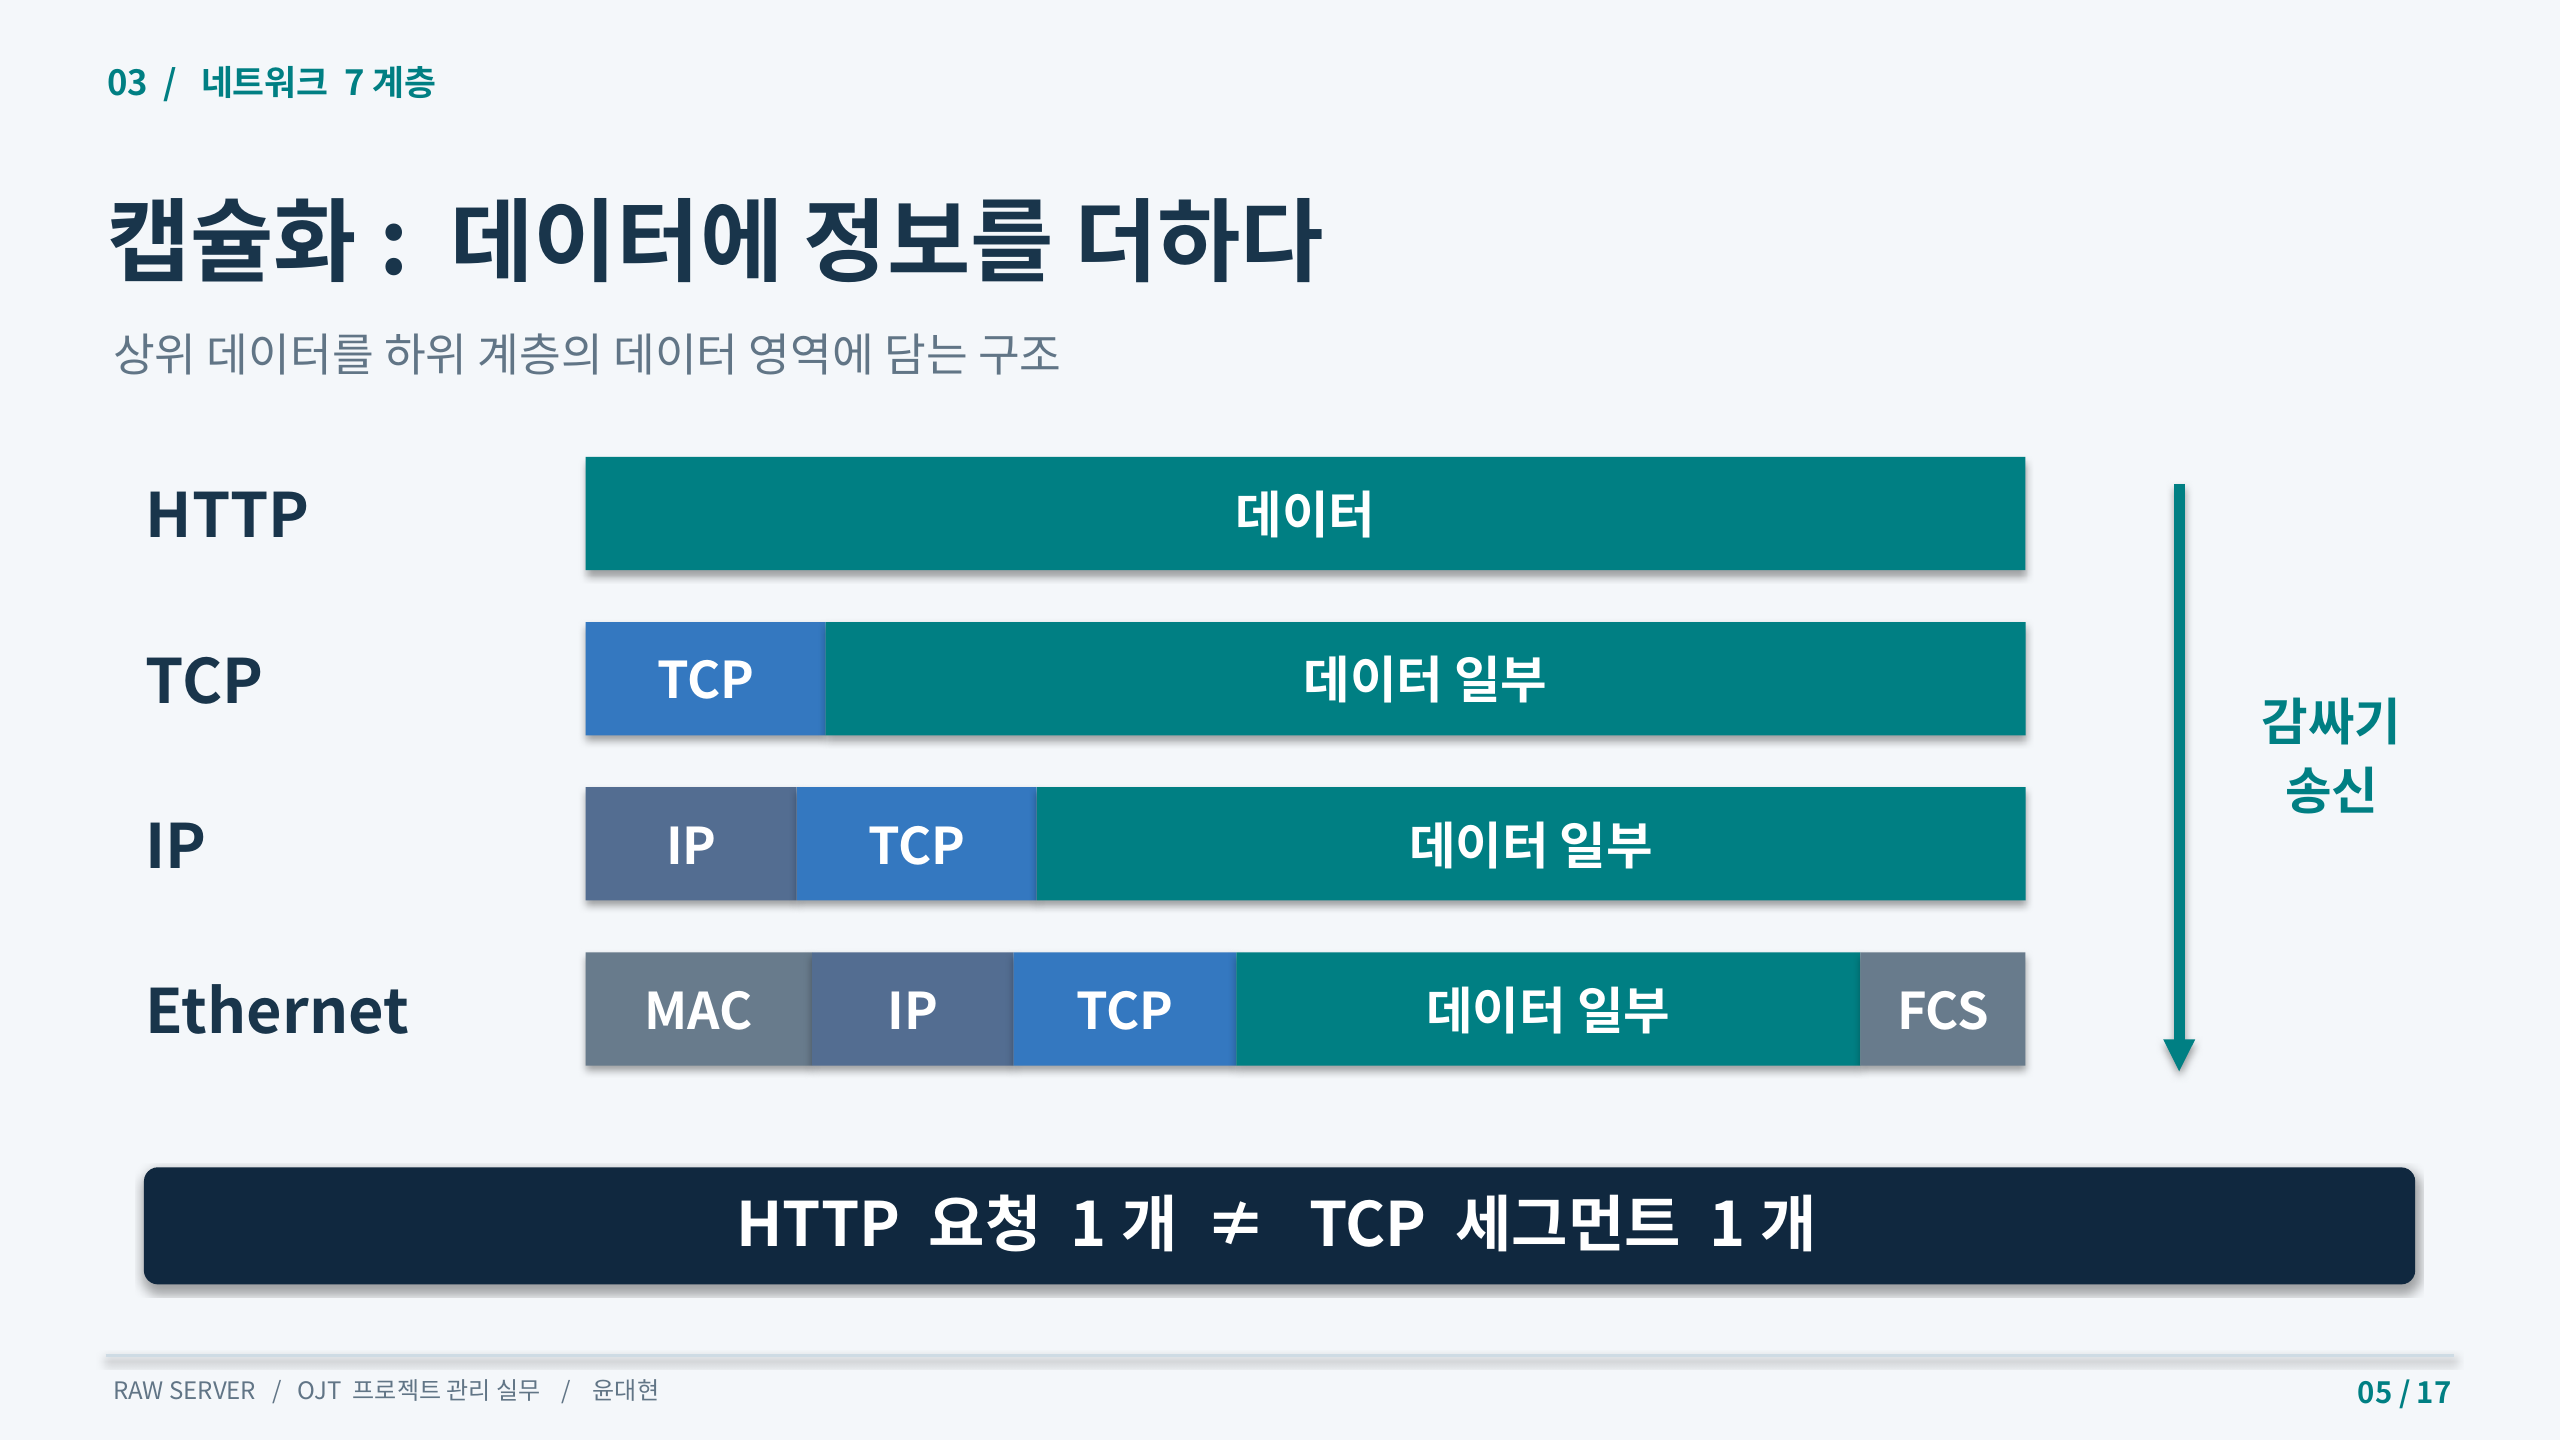 03 / 네트워크 7계층
캡슐화 : 데이터에 정보를 더하다
상위 데이터를 하위 계층의 데이터 영역에 담는 구조
HTTP 데이터
TCP TCP 데이터 일부
IP IP TCP 데이터 일부
Ethernet MAC IP TCP 데이터 일부 FCS
감싸기
송신
HTTP 요청 1개 ≠ TCP 세그먼트 1개
RAW SERVER / OJT 프로젝트 관리 실무 / 윤대현
05 / 17